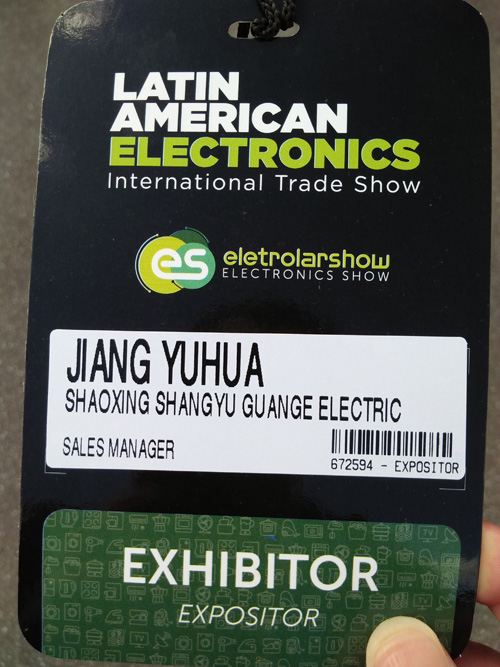 LATIN
AMERICAN
ELECTRONICS
International Trade Show
es eletrolarshow
ELECTRONICS SHOW
JIANG YUHUA
SHAOXING SHANGYU GUANGE ELECTRIC
SALES MANAGER
672594 - EXPOSITOR
EXHIBITOR
EXPOSITOR